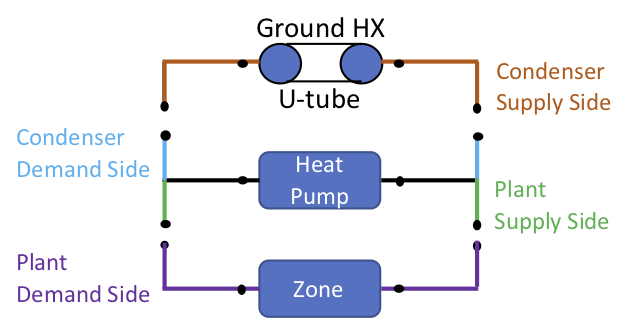 Ground HX
U-tube
Condenser
Supply Side
Condenser
Demand Side
Heat
Pump
Plant
Supply Side
Plant
Demand Side
Zone